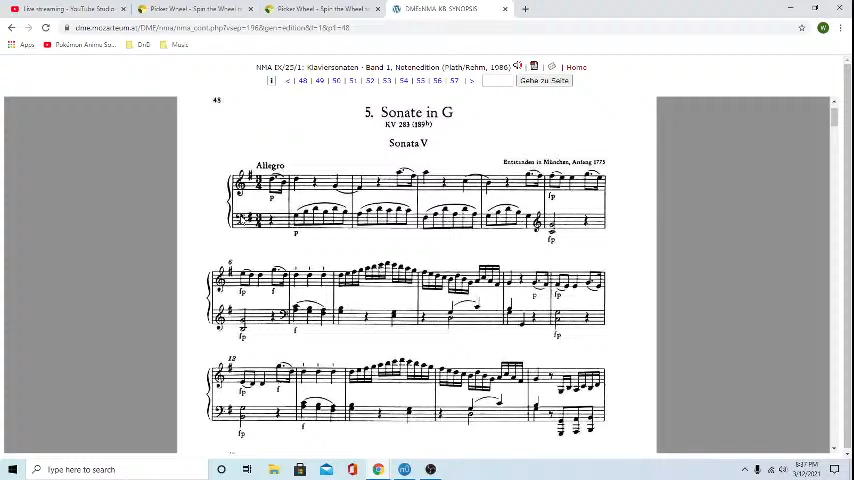 Live streaming - YouTube Studio
Picker Wheel - Spin the Wheel to
Picker Wheel - Spin the Wheel to
DME::NMA KB SYNOPSIS
dme.mozarteum.at/DME/nma/nma_cont.php?vsep=196&gen=edition&l=1&p1=48
Apps
Pokémon Anime So...
DnD
Music
NMA IX/25/1: Klaviersonaten · Band 1, Notenedition (Plath/Rehm, 1986) | | Home
< | 48 | 49 | 50 | 51 | 52 | 53 | 54 | 55 | 56 | 57 | > Gehe zu Seite
48
5. Sonate in G
KV 283 (189h)
Sonata V
Allegro
Entstanden in München, Anfang 1775
p
fp
p
fp
6
fp f p fp
fp f fp
12
fp f
fp f
Type here to search
W
8:37 PM
3/12/2021